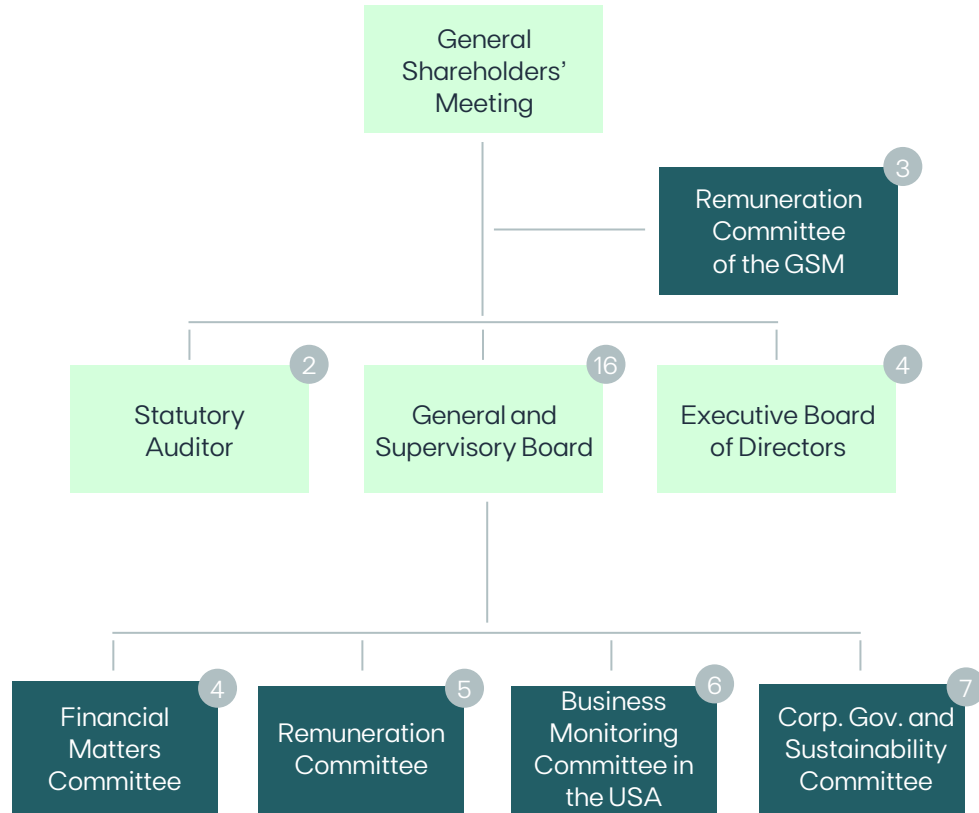 General
Shareholders’
Meeting
3
Remuneration
Committee
of the GSM
2
Statutory
Auditor
16
General and
Supervisory Board
4
Executive Board
of Directors
4
Financial
Matters
Committee
5
Remuneration
Committee
6
Business
Monitoring
Committee in
the USA
7
Corp. Gov. and
Sustainability
Committee